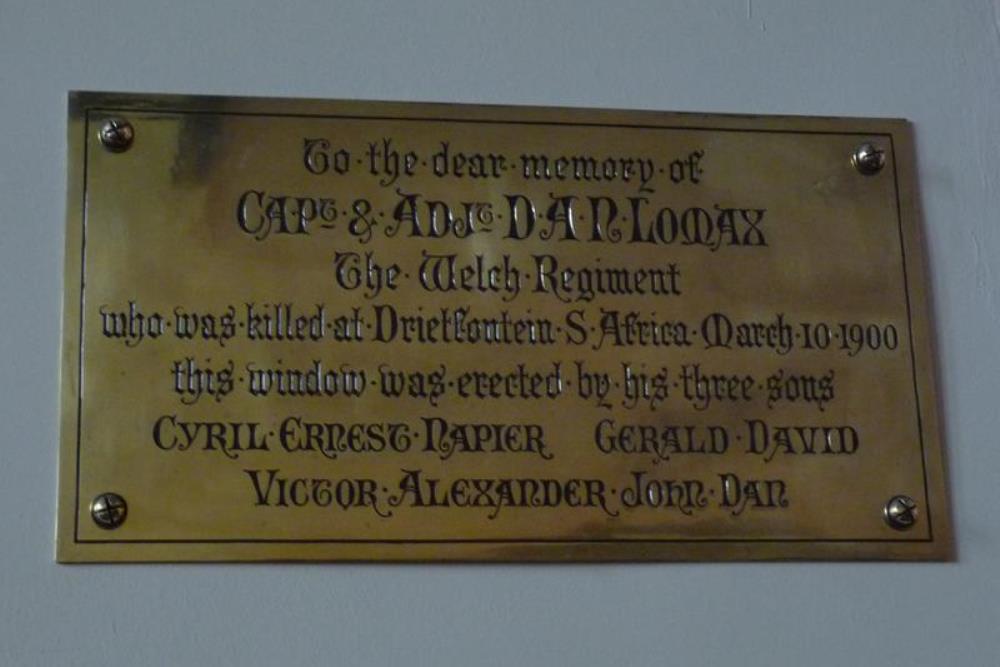 To·the·dear·memory·of
CAPT·&·ADJT·D·A·N·LOMAX
The·Welch·Regiment
who·was·killed·at·Driefontein·S·Africa·March·10·1900
this·window·was·erected·by·his·three·sons
CYRIL·ERNEST·NAPIER GERALD·DAVID
VICTOR·ALEXANDER·JOHN·DAN